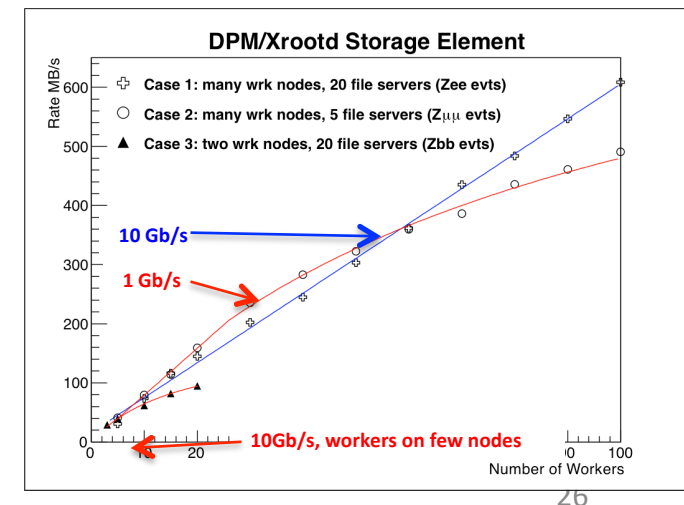 DPM/Xrootd Storage Element
Rate MB/s
600
500
400
300
200
100
0
Case 1: many wrk nodes, 20 file servers (Zee evts)
Case 2: many wrk nodes, 5 file servers (Zμμ evts)
Case 3: two wrk nodes, 20 file servers (Zbb evts)
10 Gb/s
1 Gb/s
10Gb/s, workers on few nodes
0
20
100
Number of Workers
26